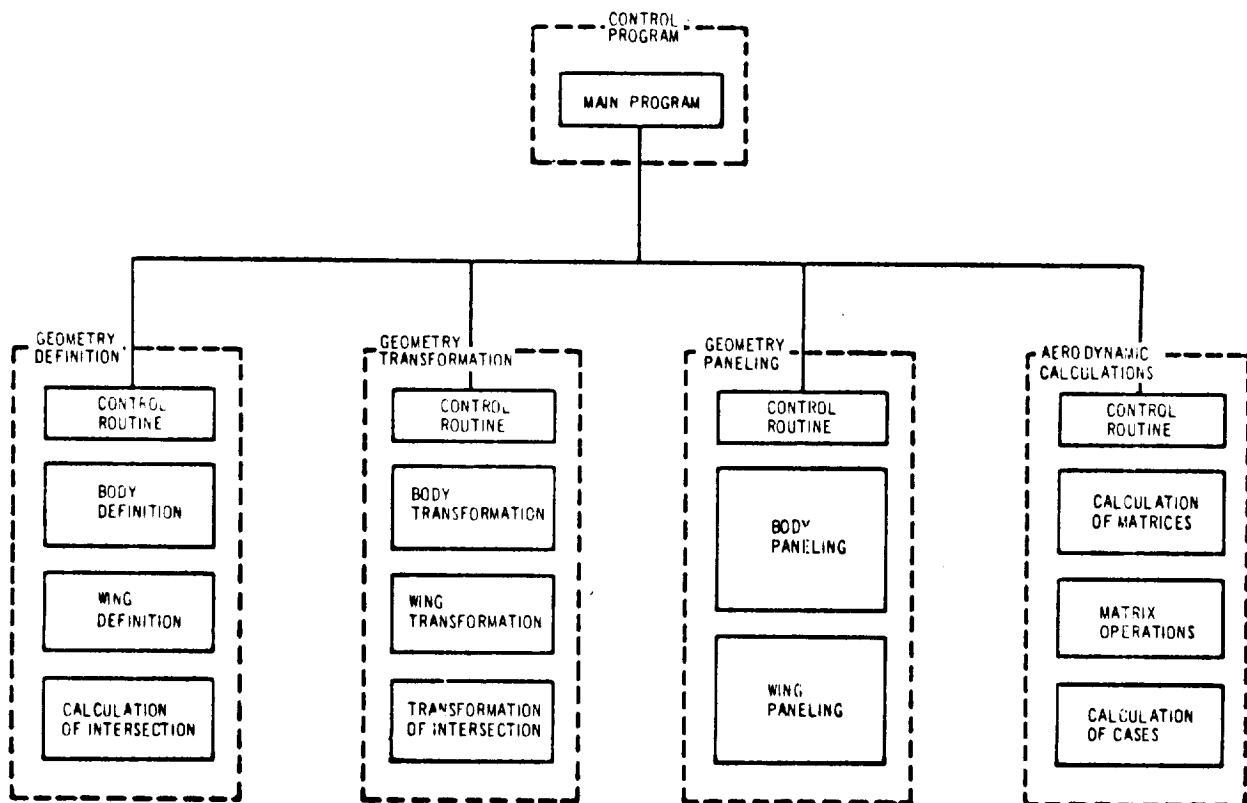 CONTROL
PROGRAM
MAIN PROGRAM
GEOMETRY
DEFINITION
CONTROL
ROUTINE
BODY
DEFINITION
WING
DEFINITION
CALCULATION
OF INTERSECTION
GEOMETRY
TRANSFORMATION
CONTROL
ROUTINE
BODY
TRANSFORMATION
WING
TRANSFORMATION
TRANSFORMATION
OF INTERSECTION
GEOMETRY
PANELING
CONTROL
ROUTINE
BODY
PANELING
WING
PANELING
AERODYNAMIC
CALCULATIONS
CONTROL
ROUTINE
CALCULATION
OF MATRICES
MATRIX
OPERATIONS
CALCULATION
OF CASES